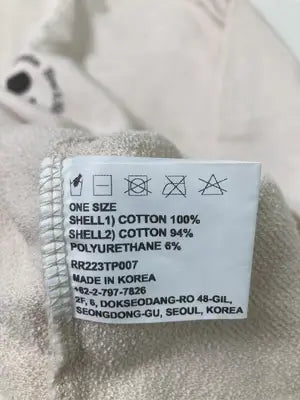 ONE SIZE
SHELL1) COTTON 100%
SHELL2) COTTON 94%
POLYURETHANE 6%
RR223TP007
MADE IN KOREA
+82-2-797-7826
2F, 6, DOKSEODANG-RO 48-GIL,
SEONGDONG-GU, SEOUL, KOREA